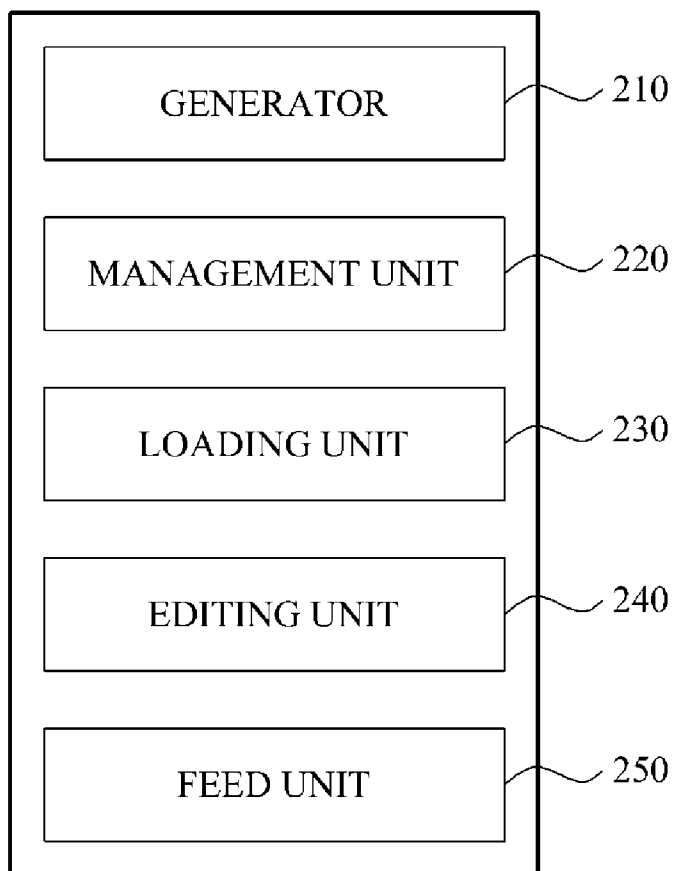 GENERATOR 210
MANAGEMENT UNIT 220
LOADING UNIT 230
EDITING UNIT 240
FEED UNIT 250